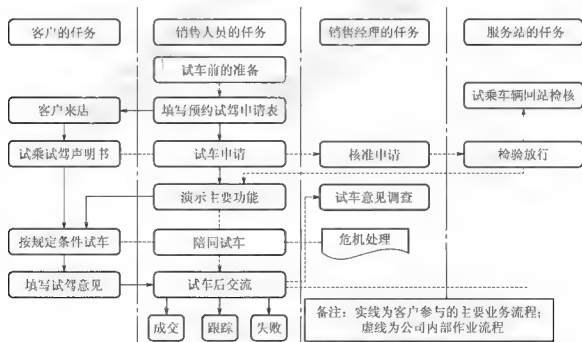 客户的任务
销售人员的任务
销售经理的任务
服务站的任务
试车前的准备
试乘车辆回站检核
客户来店
填写预约试驾申请表
试乘试驾声明书
试车申请
核准申请
检验放行
演示主要功能
试车意见调查
按规定条件试车
陪同试车
危机处理
填写试驾意见
试车后交流
成交
跟踪
失败
备注：实线为客户参与的主要业务流程；
虚线为公司内部作业流程